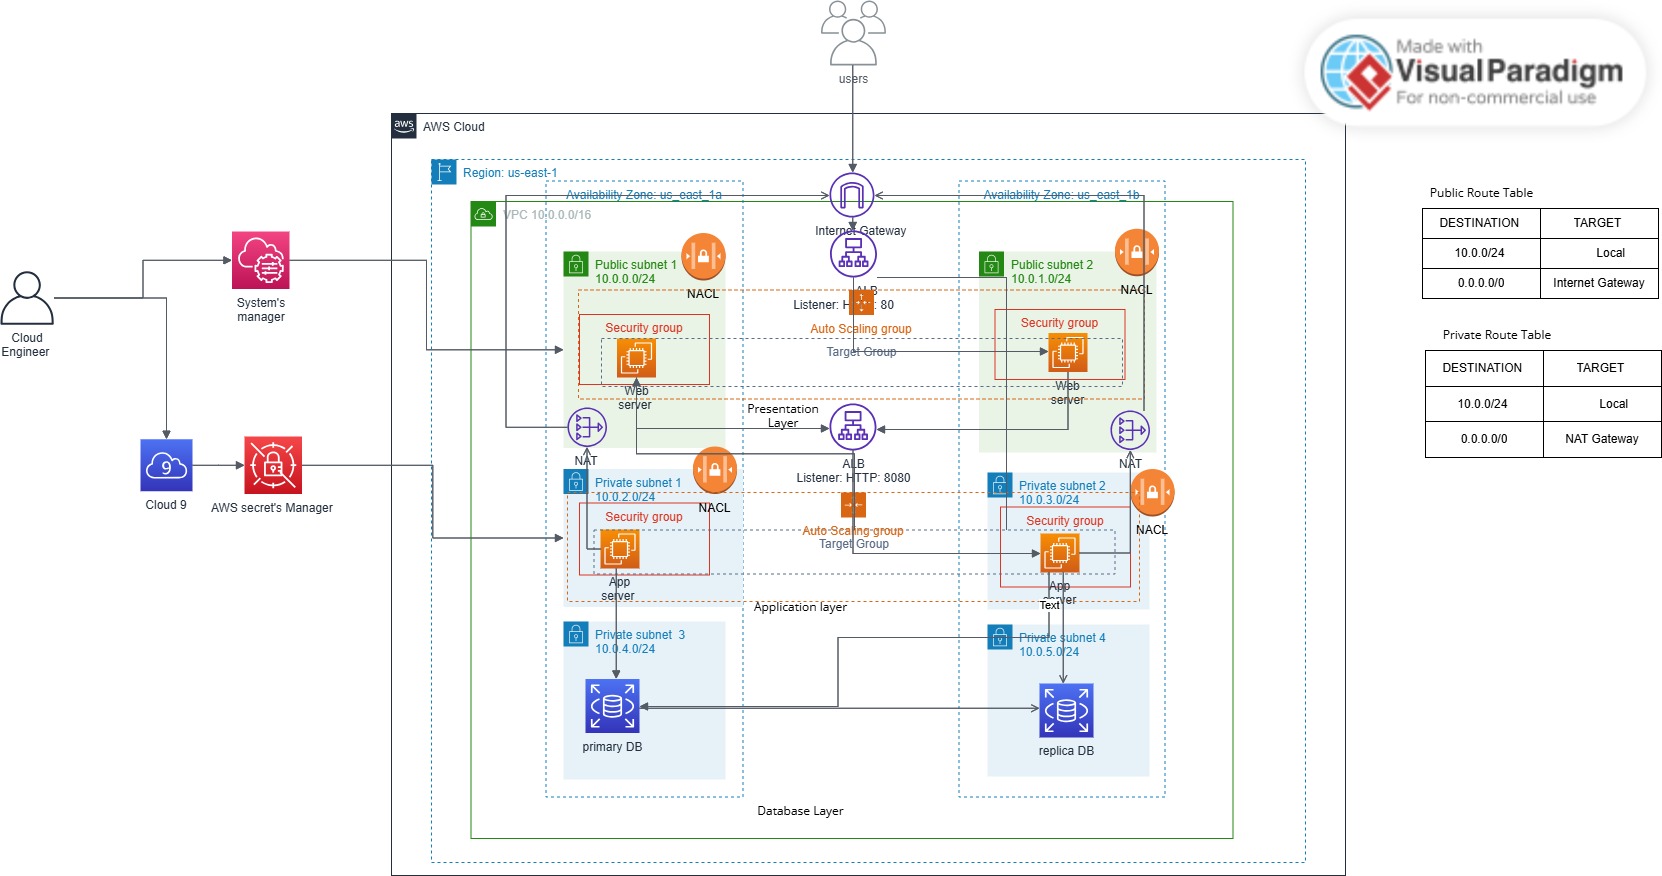 Made with
Visual Paradigm
For non-commercial use
users
aws
AWS Cloud
Region: us-east-1
Availability Zone: us_east_1a
Availability Zone: us_east_1b
VPC 10.0.0.0/16
Internet Gateway
Public subnet 1
10.0.0.0/24
NACL
ALB
Listener: HTTP: 80
Public subnet 2
10.0.1.0/24
NACL
Auto Scaling group
Security group
Security group
Target Group
Web
server
Web
server
Presentation
Layer
NAT
ALB
Listener: HTTP: 8080
NAT
Private subnet 1
10.0.2.0/24
NACL
Private subnet 2
10.0.3.0/24
NACL
Security group
Security group
Auto Scaling group
Target Group
App
server
App
server
Text
Application layer
Private subnet 3
10.0.4.0/24
Private subnet 4
10.0.5.0/24
primary DB
replica DB
Database Layer
Cloud
Engineer
System's
manager
9
Cloud 9
AWS secret's Manager
Public Route Table
DESTINATION TARGET
10.0.0/24 Local
0.0.0.0/0 Internet Gateway
Private Route Table
DESTINATION TARGET
10.0.0/24 Local
0.0.0.0/0 NAT Gateway